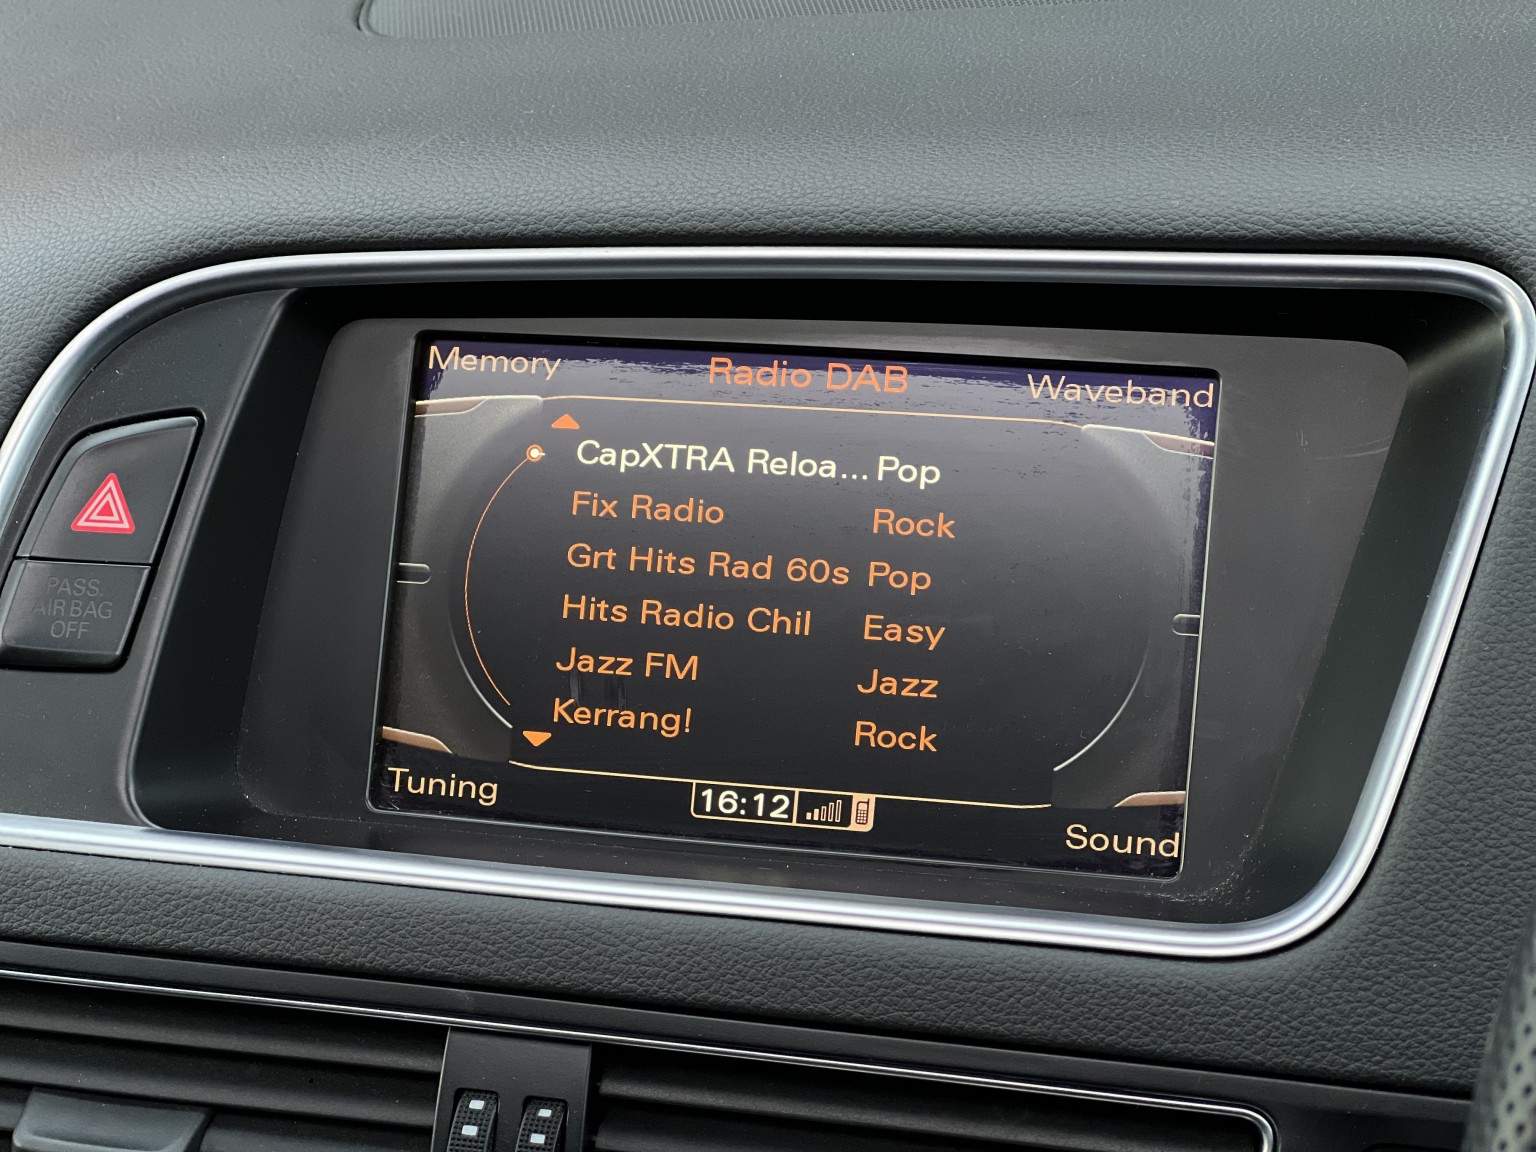 Memory Radio DAB Waveband
CapXTRA Reloa... Pop
Fix Radio Rock
Grt Hits Rad 60s Pop
Hits Radio Chil Easy
Jazz FM Jazz
Kerrang! Rock
Tuning 16:12 Sound
PASS.
AIR BAG
OFF